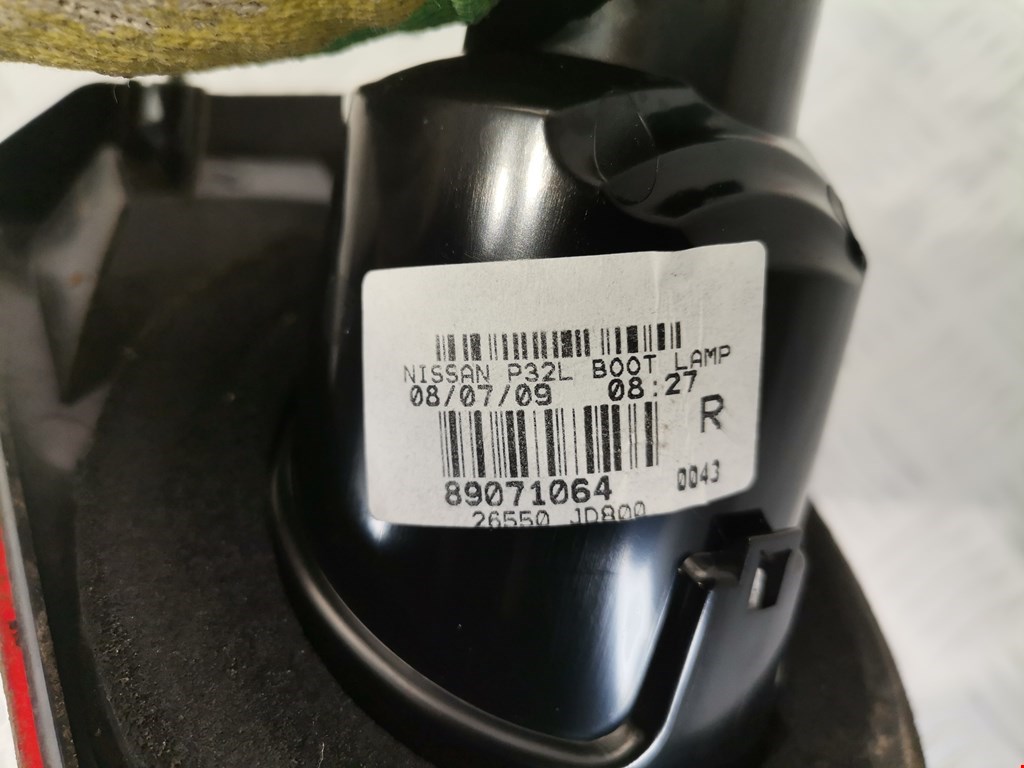 NISSAN P32L BOOT LAMP
08/07/09 08:27
R
89071064 0043
26550 JD800